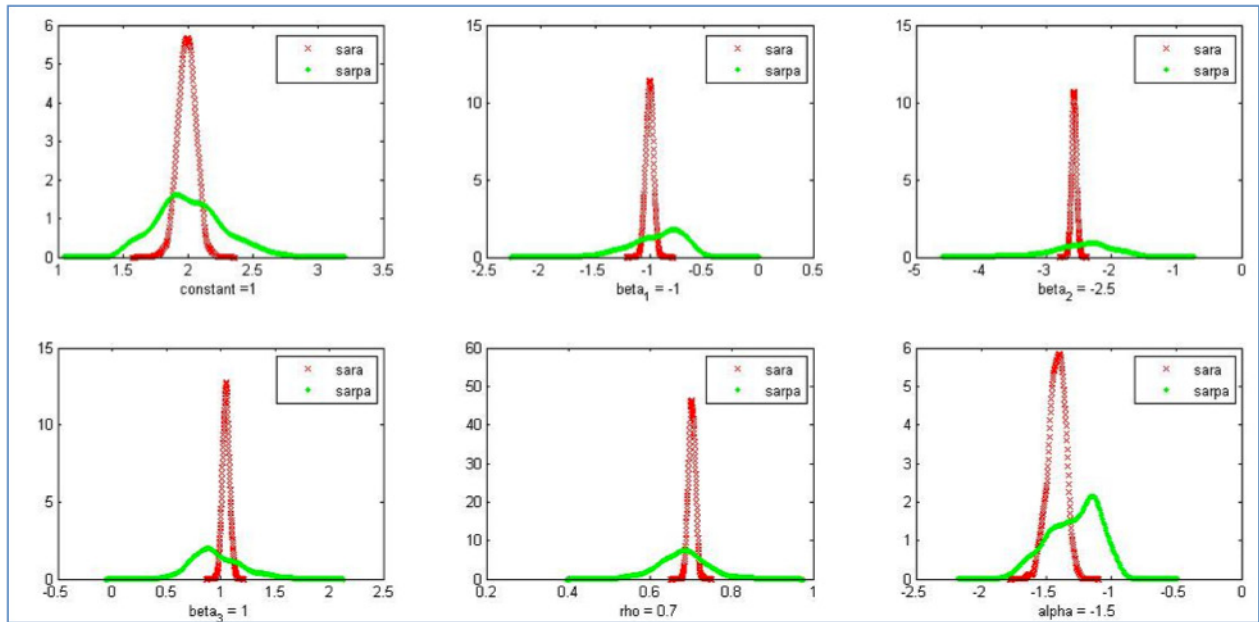 6
5
4
3
2
1
0
× sara
• sarpa
1 1.5 2 2.5 3 3.5
constant =1
15
10
5
0
× sara
• sarpa
-2.5 -2 -1.5 -1 -0.5 0 0.5
beta₁ = -1
15
10
5
0
× sara
• sarpa
-5 -4 -3 -2 -1 0
beta₂ = -2.5
15
10
5
0
× sara
• sarpa
-0.5 0 0.5 1 1.5 2 2.5
beta₃ = 1
60
50
40
30
20
10
0
× sara
• sarpa
0.2 0.4 0.6 0.8 1
rho = 0.7
6
5
4
3
2
1
0
× sara
• sarpa
-2.5 -2 -1.5 -1 -0.5 0
alpha = -1.5